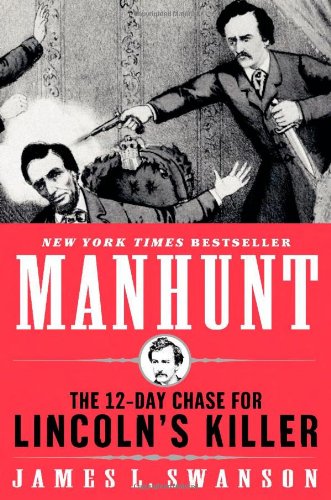 NEW YORK TIMES BESTSELLER
MANHUNT
THE 12-DAY CHASE FOR
LINCOLN'S KILLER
JAMES L. SWANSON